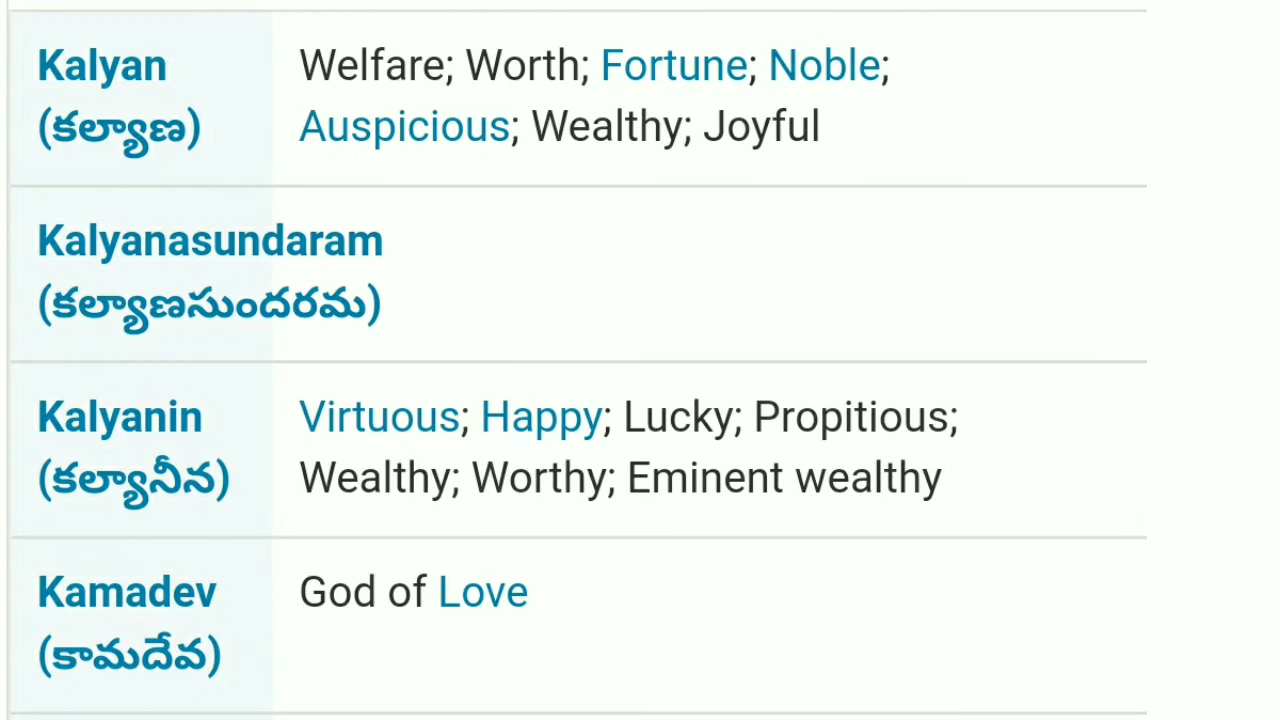 Kalyan
(కల్యాణ)
Welfare; Worth; Fortune; Noble;
Auspicious; Wealthy; Joyful
Kalyanasundaram
(కల్యాణసుందరమ)
Kalyanin
(కల్యానీన)
Virtuous; Happy; Lucky; Propitious;
Wealthy; Worthy; Eminent wealthy
Kamadev
(కామదేవ)
God of Love